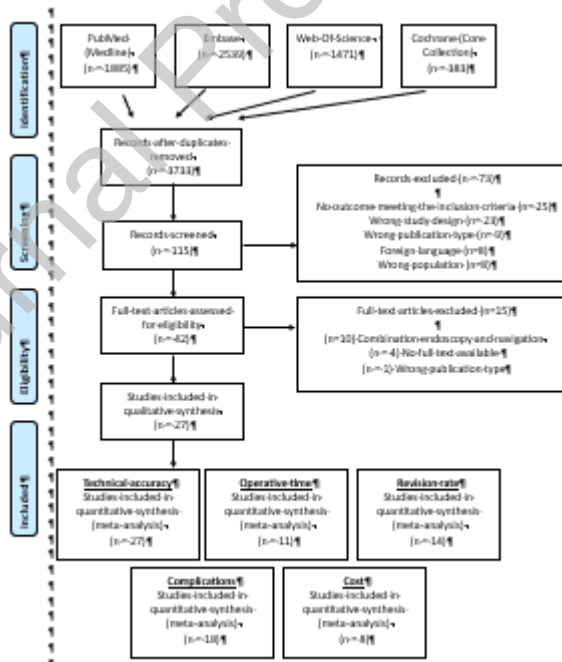 Identification¶
PubMed-
(Medline)
(n·=·1885)¶
Embase
(n·=·2539)¶
Web-Of-Science
(n·=·1471)¶
Cochrane-(Core-
Collection)
(n·=·383)¶
Records·after·duplicates·
removed
(n·=·3733)¶
Screening¶
Records·screened
(n·=·115)¶
Records·excluded·(n·=·73)¶
¶
No·outcome·meeting·the·inclusion·criteria·(n=25)¶
Wrong·study·design·(n=23)¶
Wrong·publication·type·(n=9)¶
Foreign·language·(n=8)¶
Wrong·population·(n=8)¶
Eligibility¶
Full-text·articles·assessed·
for·eligibility
(n·=·42)¶
Full-text·articles·excluded·(n=15)¶
¶
(n=10)·Combination·endoscopy·and·navigation
(n·=·4)·No·full·text·available·¶
(n·=·1)·Wrong·publication·type¶
Studies·included·in·
qualitative·synthesis
(n·=·27)¶
Included¶
Technical·accuracy¶
Studies·included·in·
quantitative·synthesis·
(meta-analysis)
(n·=·27)¶
Operative·time¶
Studies·included·in·
quantitative·synthesis·
(meta-analysis)
(n·=·11)¶
Revision·rate¶
Studies·included·in·
quantitative·synthesis·
(meta-analysis)
(n·=·14)¶
Complications¶
Studies·included·in·
quantitative·synthesis·
(meta-analysis)
(n·=·18)¶
Cost¶
Studies·included·in·
quantitative·synthesis·
(meta-analysis)
(n·=·8)¶